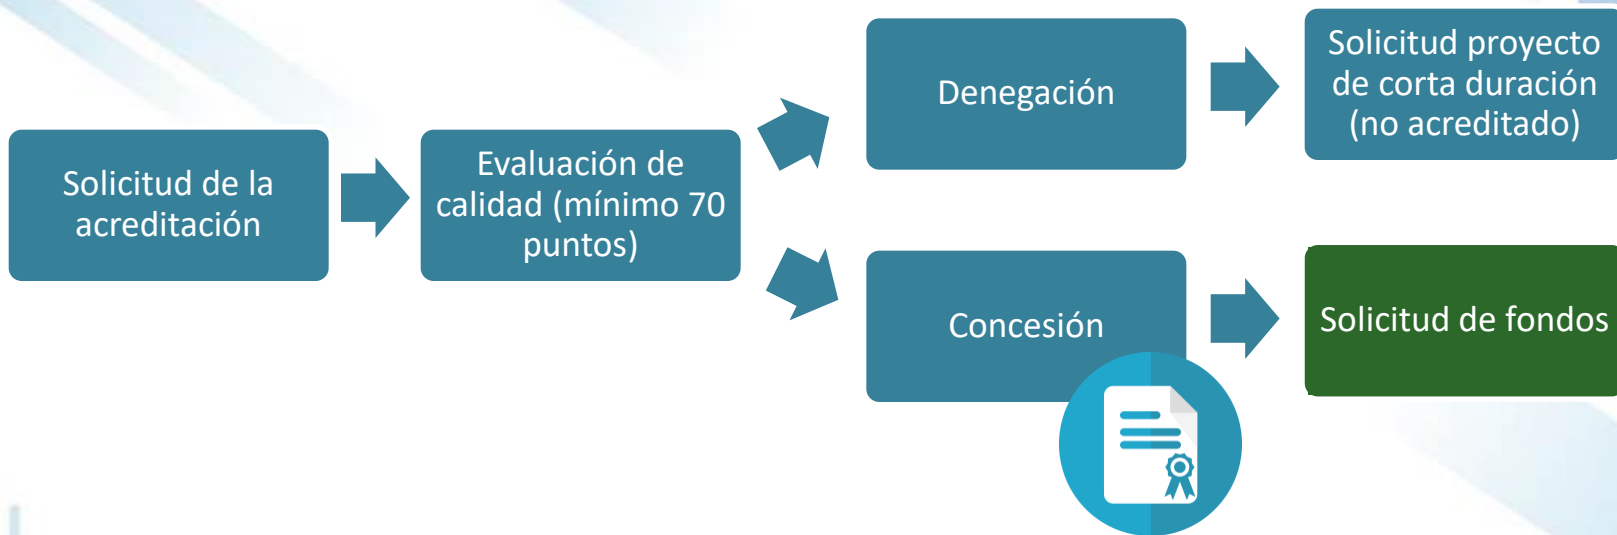 Solicitud de la
acreditación
Evaluación de
calidad (mínimo 70
puntos)
Denegación
Solicitud proyecto
de corta duración
(no acreditado)
Concesión
Solicitud de fondos